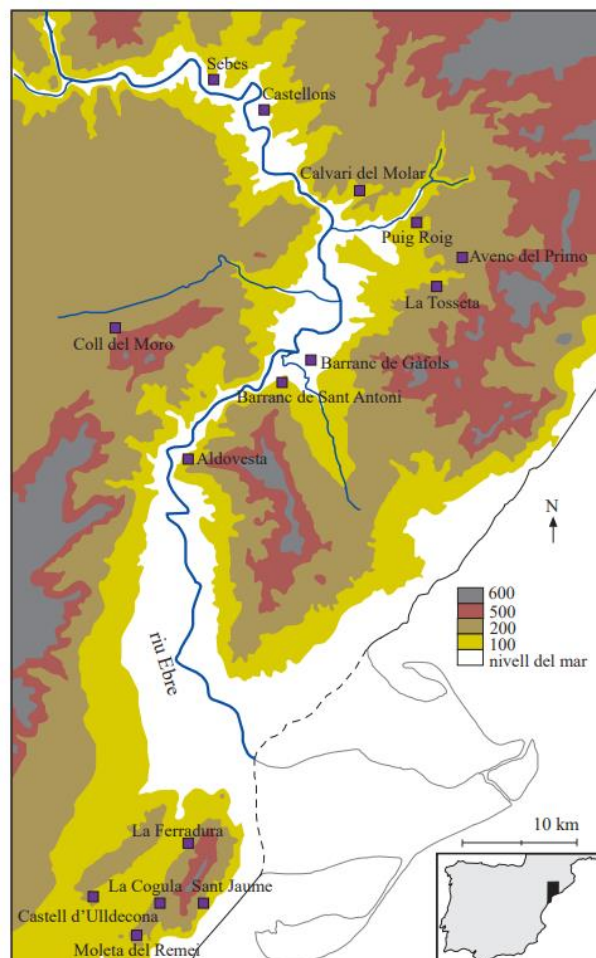 Sebes
Castellons
Calvari del Molar
Puig Roig
Avenc del Primo
La Tosseta
Coll del Moro
Barranc de Gàfols
Barranc de Sant Antoni
Aldovesta
N
600
500
200
100
nivell del mar
riu Ebre
10 km
La Ferradura
La Cogula
Sant Jaume
Castell d’Ulldecona
Moleta del Remei